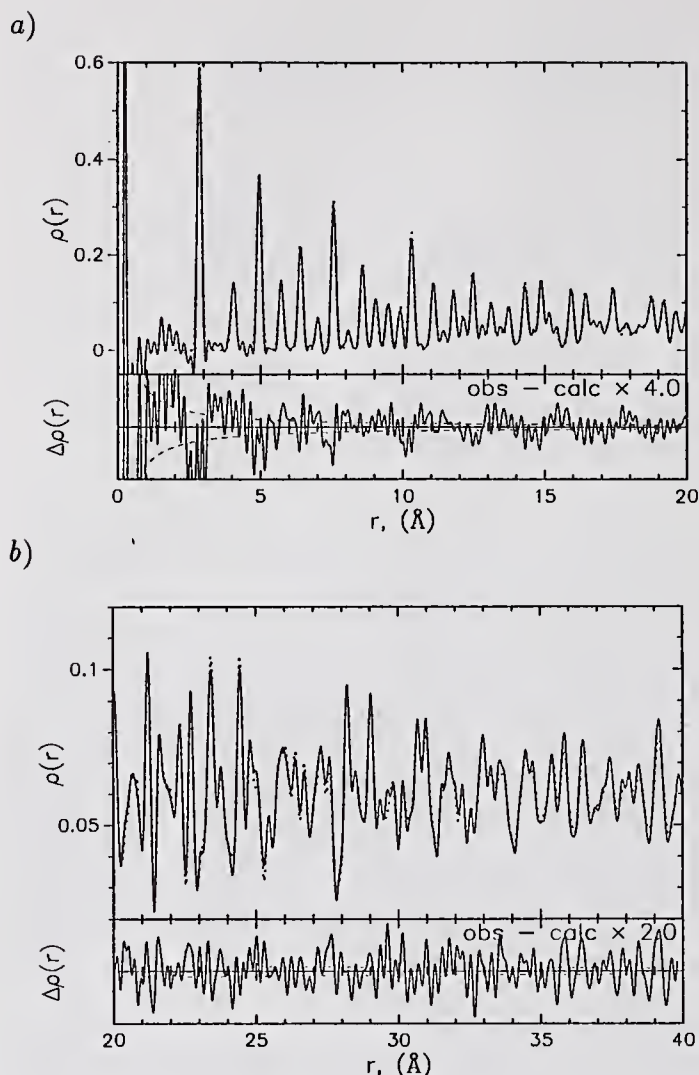 a)
0.6
0.4
0.2
0
ρ(r)
obs – calc × 4.0
Δρ(r)
0 5 10 15 20
r, (Å)
b)
0.1
0.05
ρ(r)
obs – calc × 2.0
Δρ(r)
20 25 30 35 40
r, (Å)